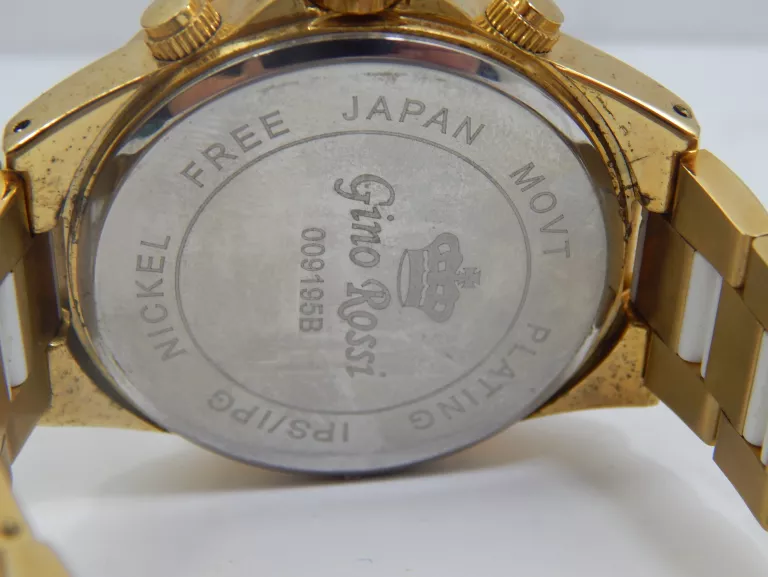 Gino Rossi
009195B
NICKEL FREE JAPAN MOVT PLATING IPS/IPG